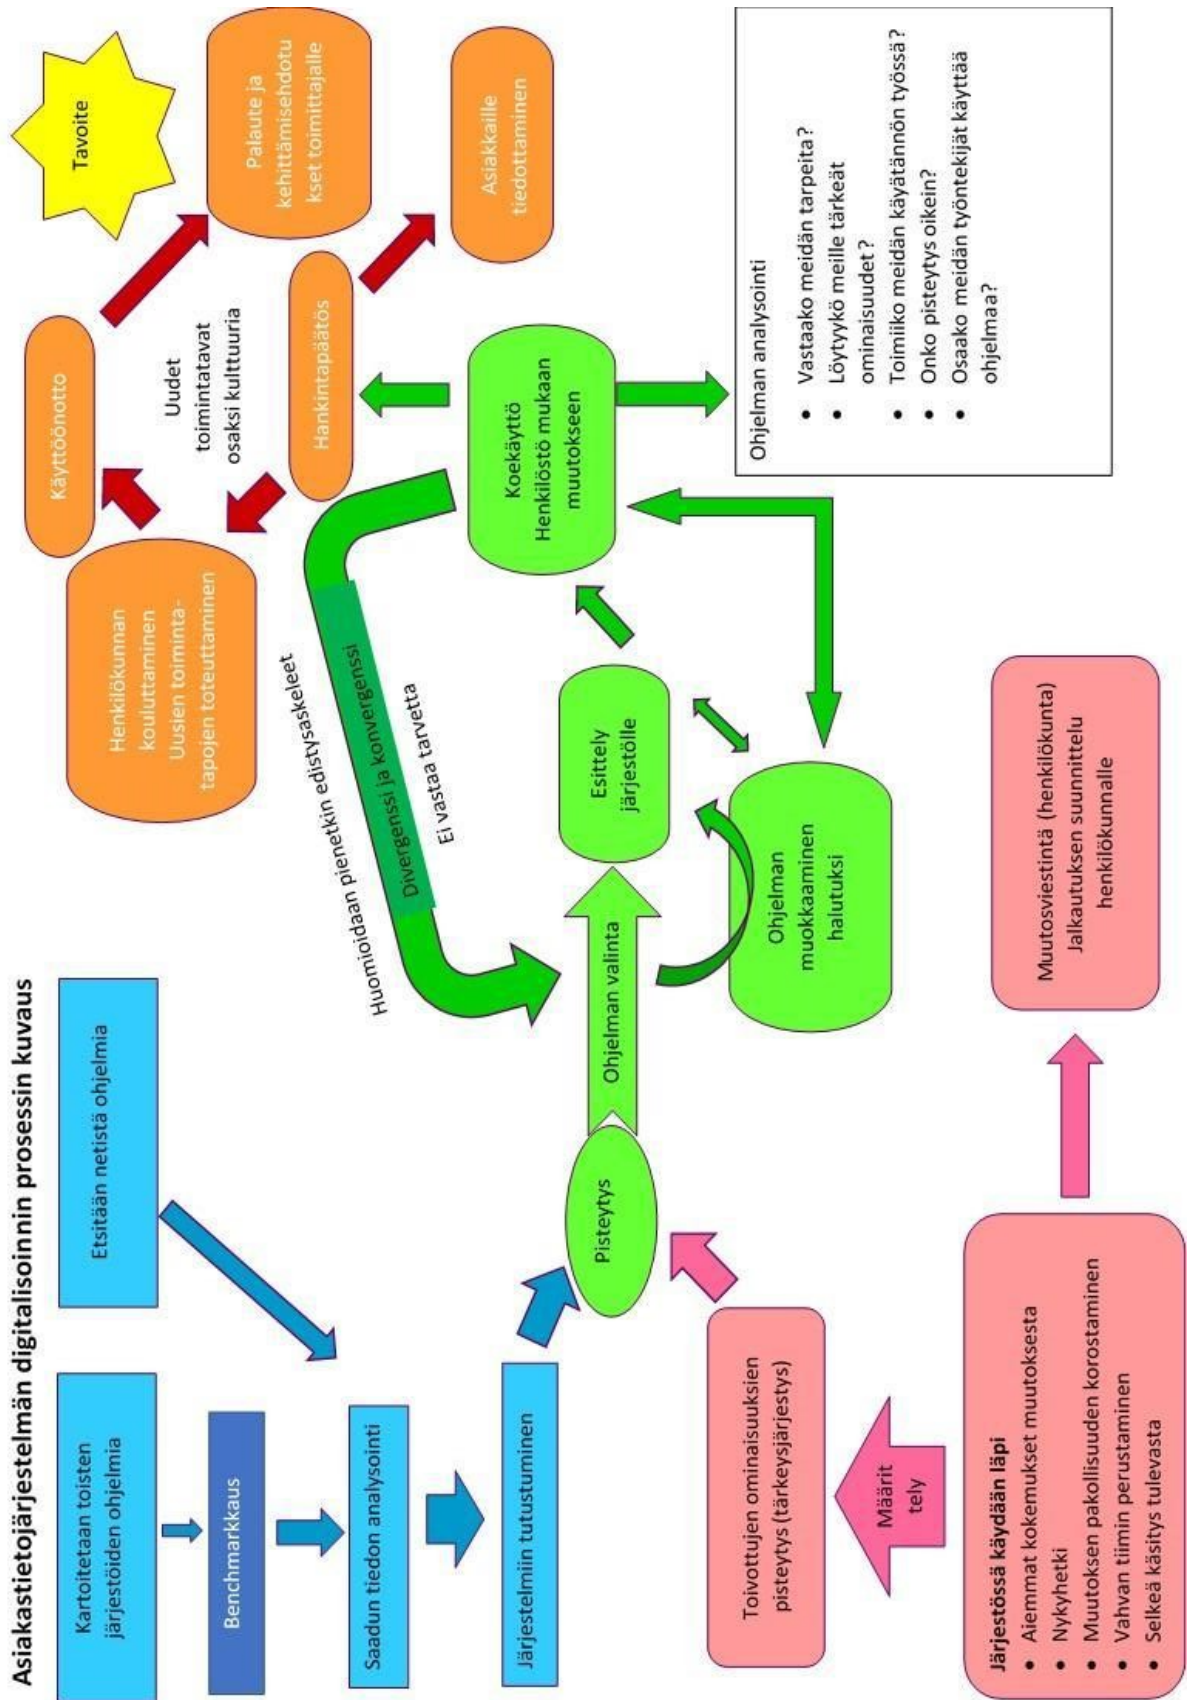 Asiakastietojärjestelmän digitalisoinnin prosessin kuvaus
Kartoitetaan toisten
järjestöiden ohjelmia
Etsitään netistä ohjelmia
Benchmarkkaus
Saadun tiedon analysointi
Järjestelmiin tutustuminen
Pisteytys
Toivottujen ominaisuuksien
pisteytys (tärkeysjärjestys)
Määrit
tely
Järjestössä käydään läpi
• Aiemmat kokemukset muutoksesta
• Nykyhetki
• Muutoksen pakollisuuden korostaminen
• Vahvan tiimin perustaminen
• Selkeä käsitys tulevasta
Muutosviestintä (henkilökunta)
Jalkautuksen suunnittelu
henkilökunnalle
Ohjelman valinta
Esittely
järjestölle
Ohjelman
muokkaaminen
halutuksi
Huomioidaan pienetkin edistysaskeleet
Divergenssi ja konvergenssi
Ei vastaa tarvetta
Koekäyttö
Henkilöstö mukaan
muutokseen
Henkilökunnan
kouluttaminen
Uusien toiminta-
tapojen toteuttaminen
Käyttöönotto
Uudet
toimintatavat
osaksi kulttuuria
Hankintapäätös
Tavoite
Palaute ja
kehittämisehdotu
kset toimittajalle
Asiakkaille
tiedottaminen
Ohjelman analysointi
• Vastaako meidän tarpeita?
• Löytyykö meille tärkeät
ominaisuudet?
• Toimiiko meidän käytännön työssä?
• Onko pisteytys oikein?
• Osaako meidän työntekijät käyttää
ohjelmaa?